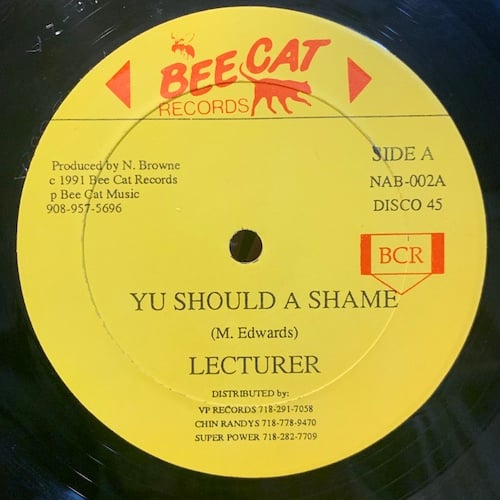 BEE CAT
RECORDS
Produced by N. Browne
c 1991 Bee Cat Records
p Bee Cat Music
908-957-5696
SIDE A
NAB-002A
DISCO 45
BCR
YU SHOULD A SHAME
(M. Edwards)
LECTURER
DISTRIBUTED by:
VP RECORDS 718-291-7058
CHIN RANDYS 718-778-9470
SUPER POWER 718-282-7709